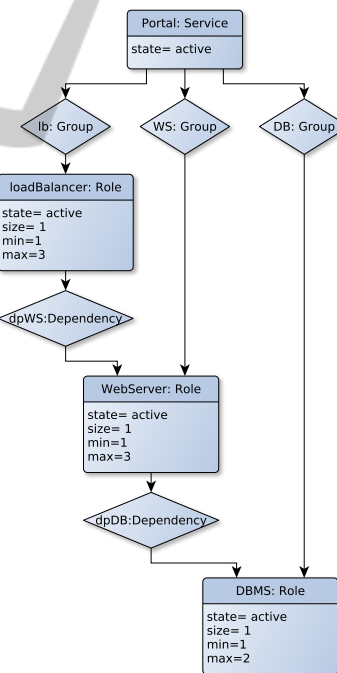 Portal: Service
state= active
lb: Group
WS: Group
DB: Group
loadBalancer: Role
state= active
size= 1
min=1
max=3
dpWS:Dependency
WebServer: Role
state= active
size= 1
min=1
max=3
dpDB:Dependency
DBMS: Role
state= active
size= 1
min=1
max=2